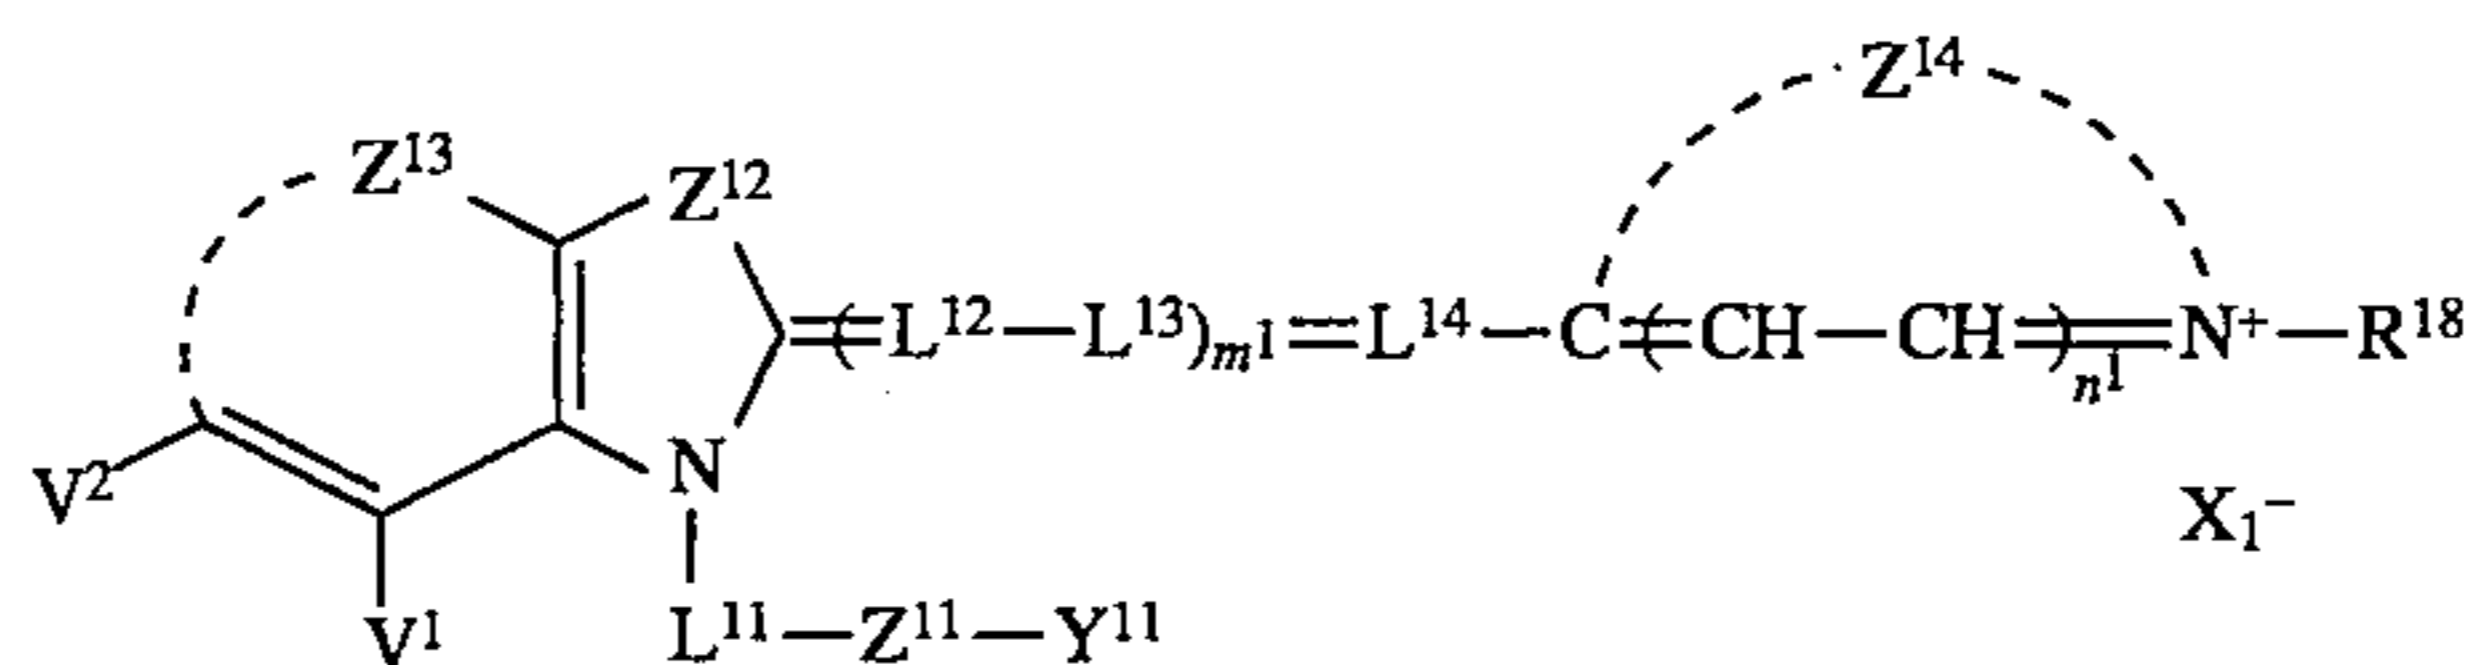 Z¹⁴
Z¹³ Z¹²
=(L¹²—L¹³)ₘ¹=L¹⁴—C=(CH—CH=)ₙ¹=N⁺—R¹⁸
V² N X₁⁻
V¹ L¹¹—Z¹¹—Y¹¹